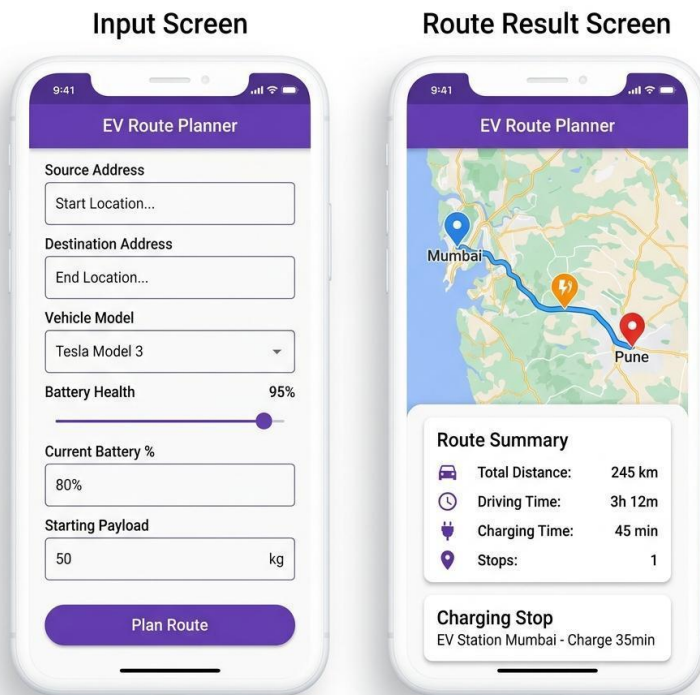 Input Screen
9:41
EV Route Planner
Source Address
Start Location...
Destination Address
End Location...
Vehicle Model
Tesla Model 3
Battery Health 95%
Current Battery %
80%
Starting Payload
50 kg
Plan Route
Route Result Screen
9:41
EV Route Planner
Mumbai
Pune
Route Summary
Total Distance: 245 km
Driving Time: 3h 12m
Charging Time: 45 min
Stops: 1
Charging Stop
EV Station Mumbai - Charge 35min